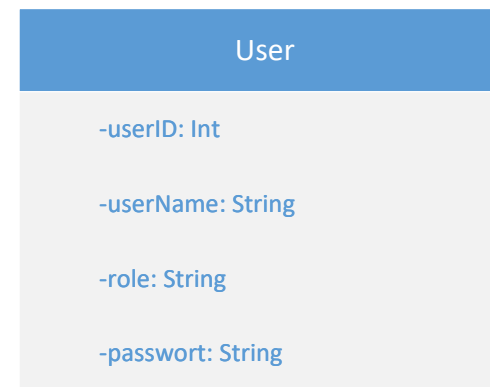 User
-userID: Int
-userName: String
-role: String
-passwort: String